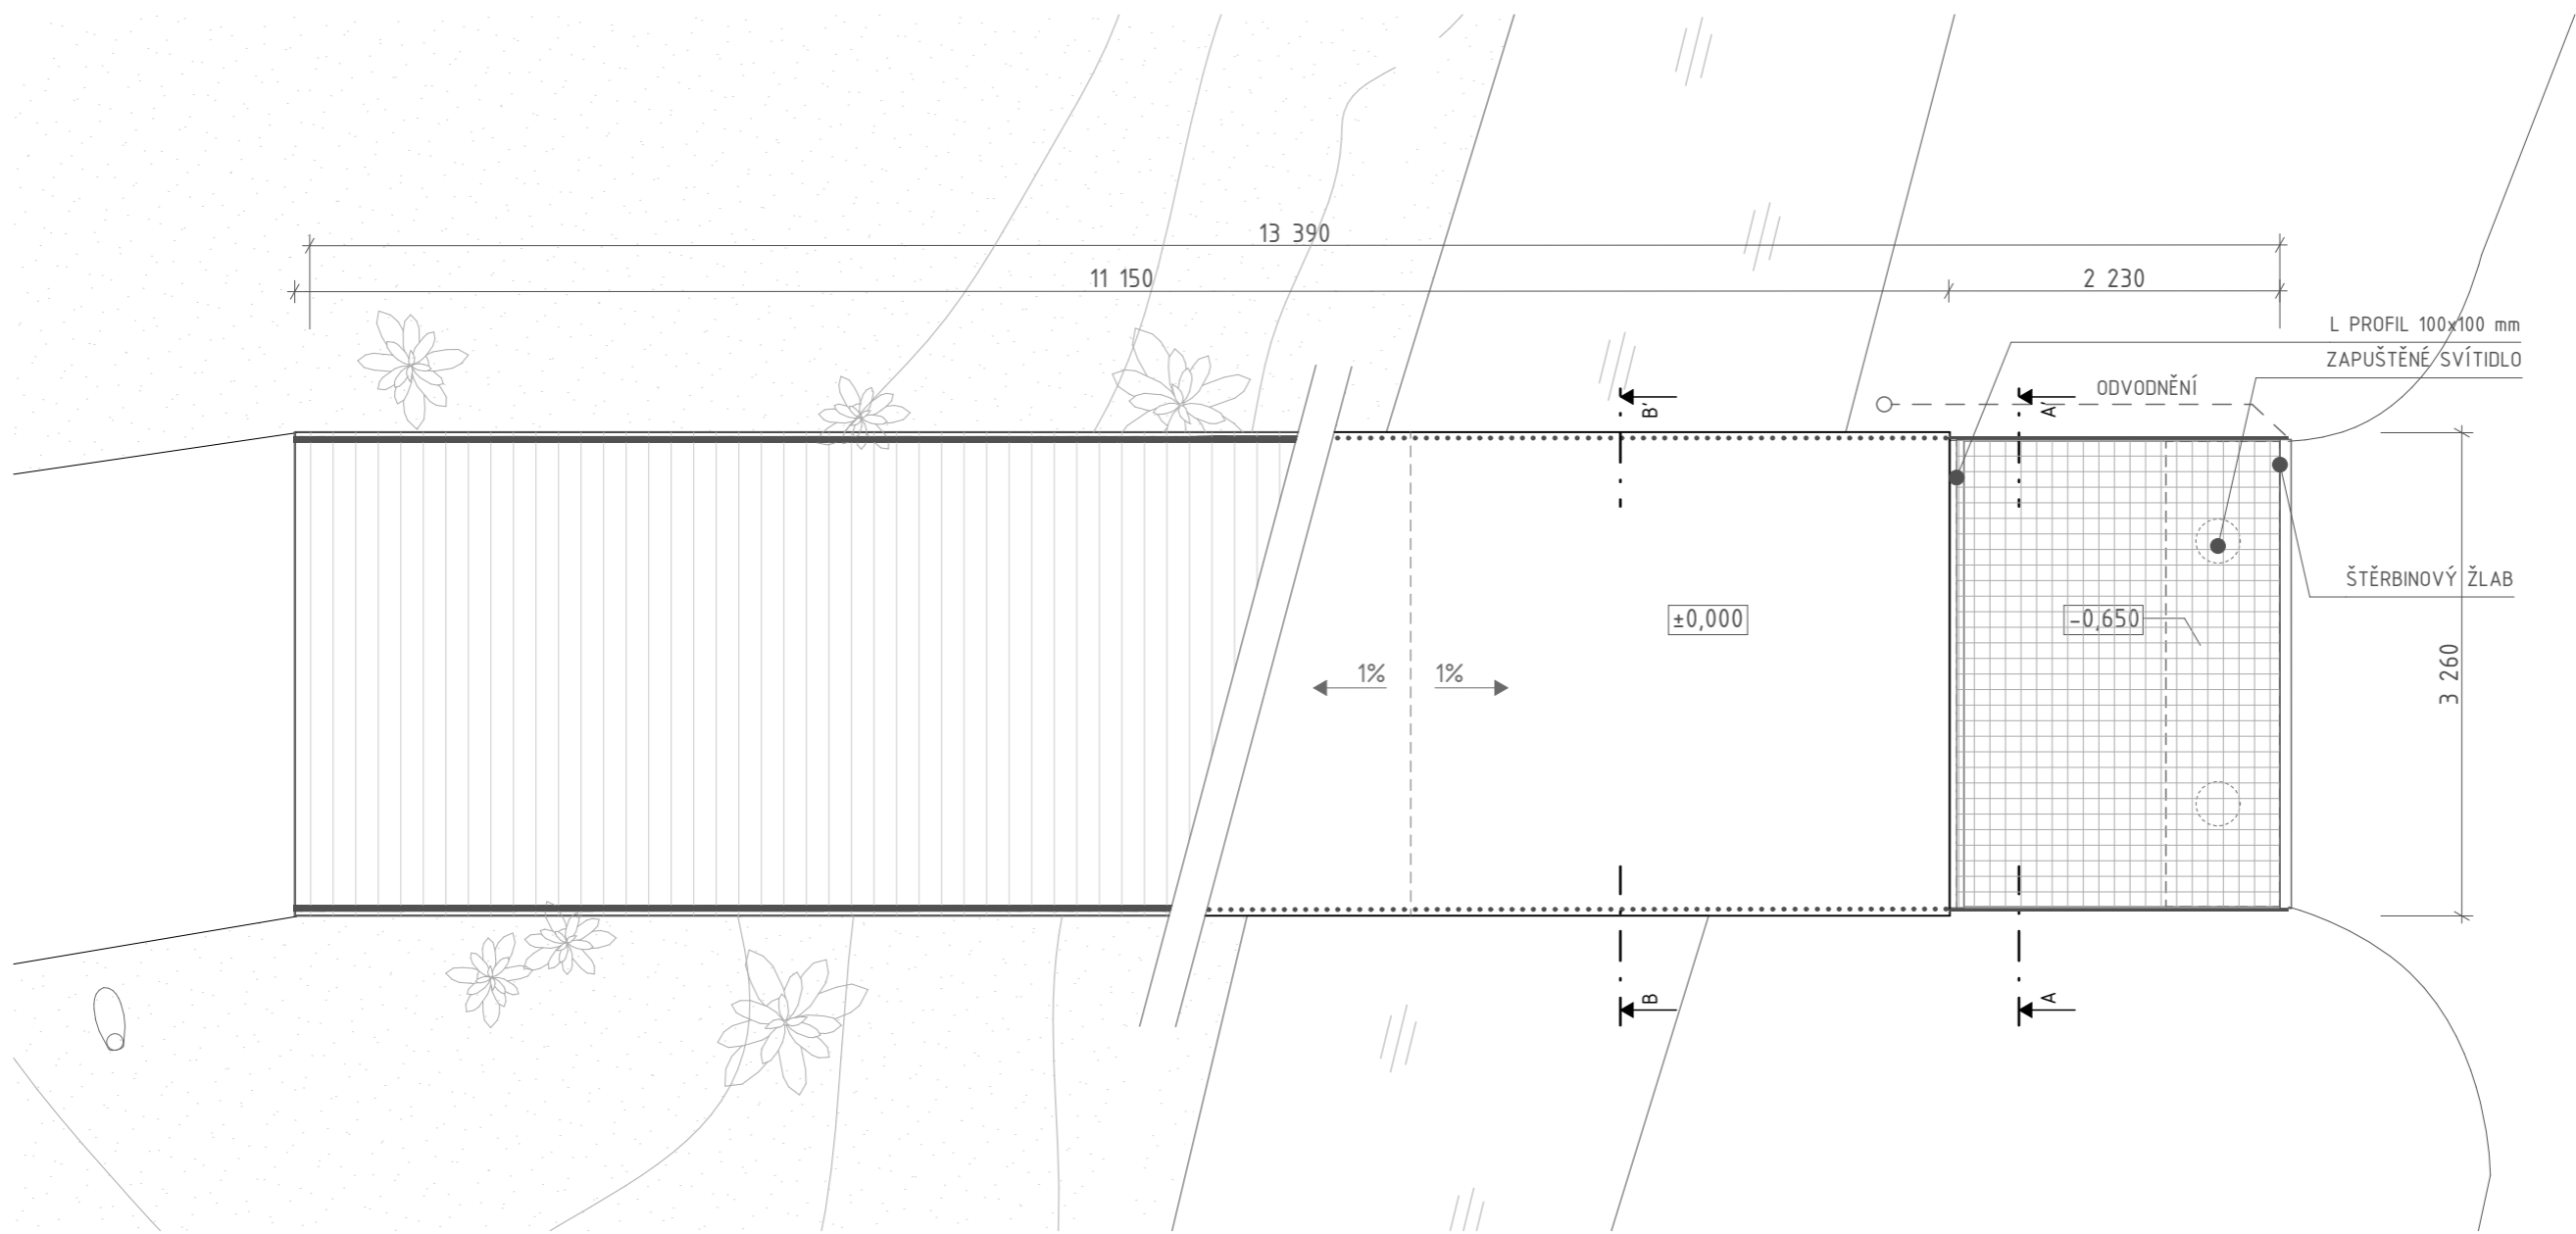 13 390
11 150
2 230
L PROFIL 100x100 mm
ZAPUŠTĚNÉ SVÍTIDLO
ODVODNĚNÍ
B'
A'
ŠTĚRBINOVÝ ŽLAB
±0,000
-0,650
1%
1%
3 260
B
A